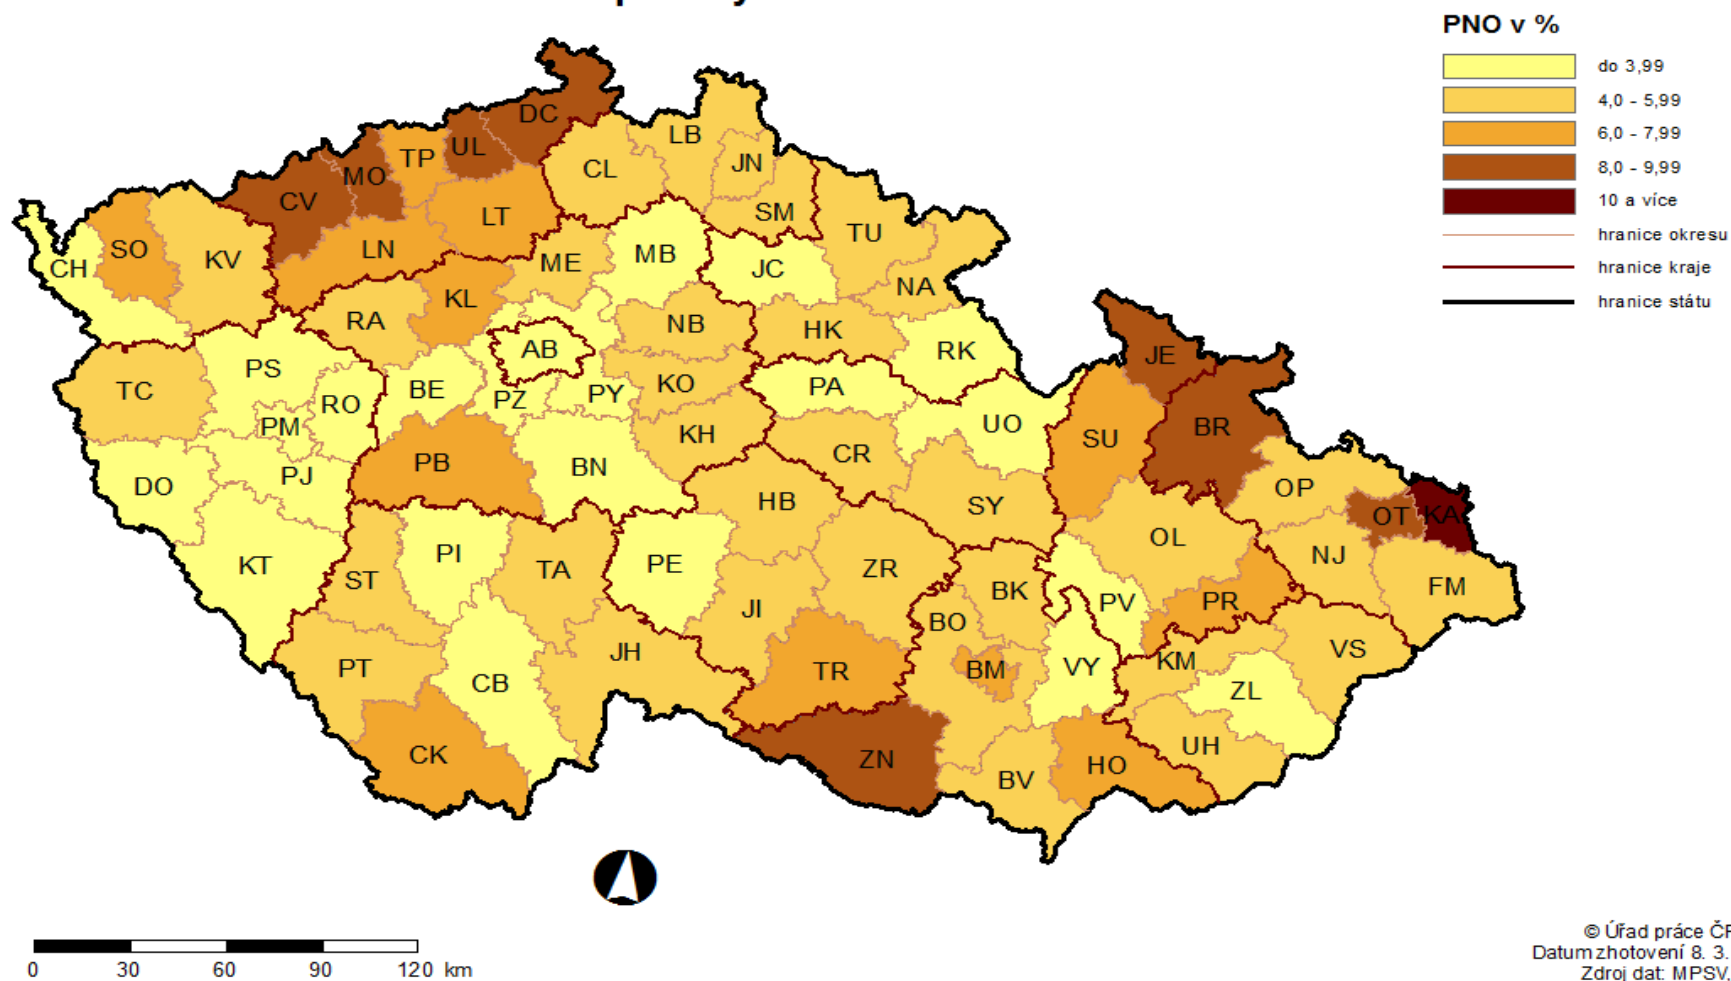 PNO v %
do 3,99
4,0 - 5,99
6,0 - 7,99
8,0 - 9,99
10 a více
hranice okresu
hranice kraje
hranice státu
DC
UL
TP
MO
CV
LT
LN
CL
LB
JN
SM
TU
SO
KV
CH
ME
MB
JC
NA
KL
RA
NB
HK
RK
AB
TC
PS
RO
BE
PZ
PY
KO
PA
JE
PM
UO
PB
KH
CR
SU
BR
DO
PJ
BN
HB
SY
OP
OT
KA
KT
PI
ST
TA
PE
ZR
OL
NJ
FM
JI
BK
PV
PR
BO
JH
TR
BM
VY
KM
VS
PT
CB
ZL
CK
ZN
BV
HO
UH
0 30 60 90 120 km
© Úřad práce
Datum zhotovení 8. 3.
Zdroj dat: MPSV,